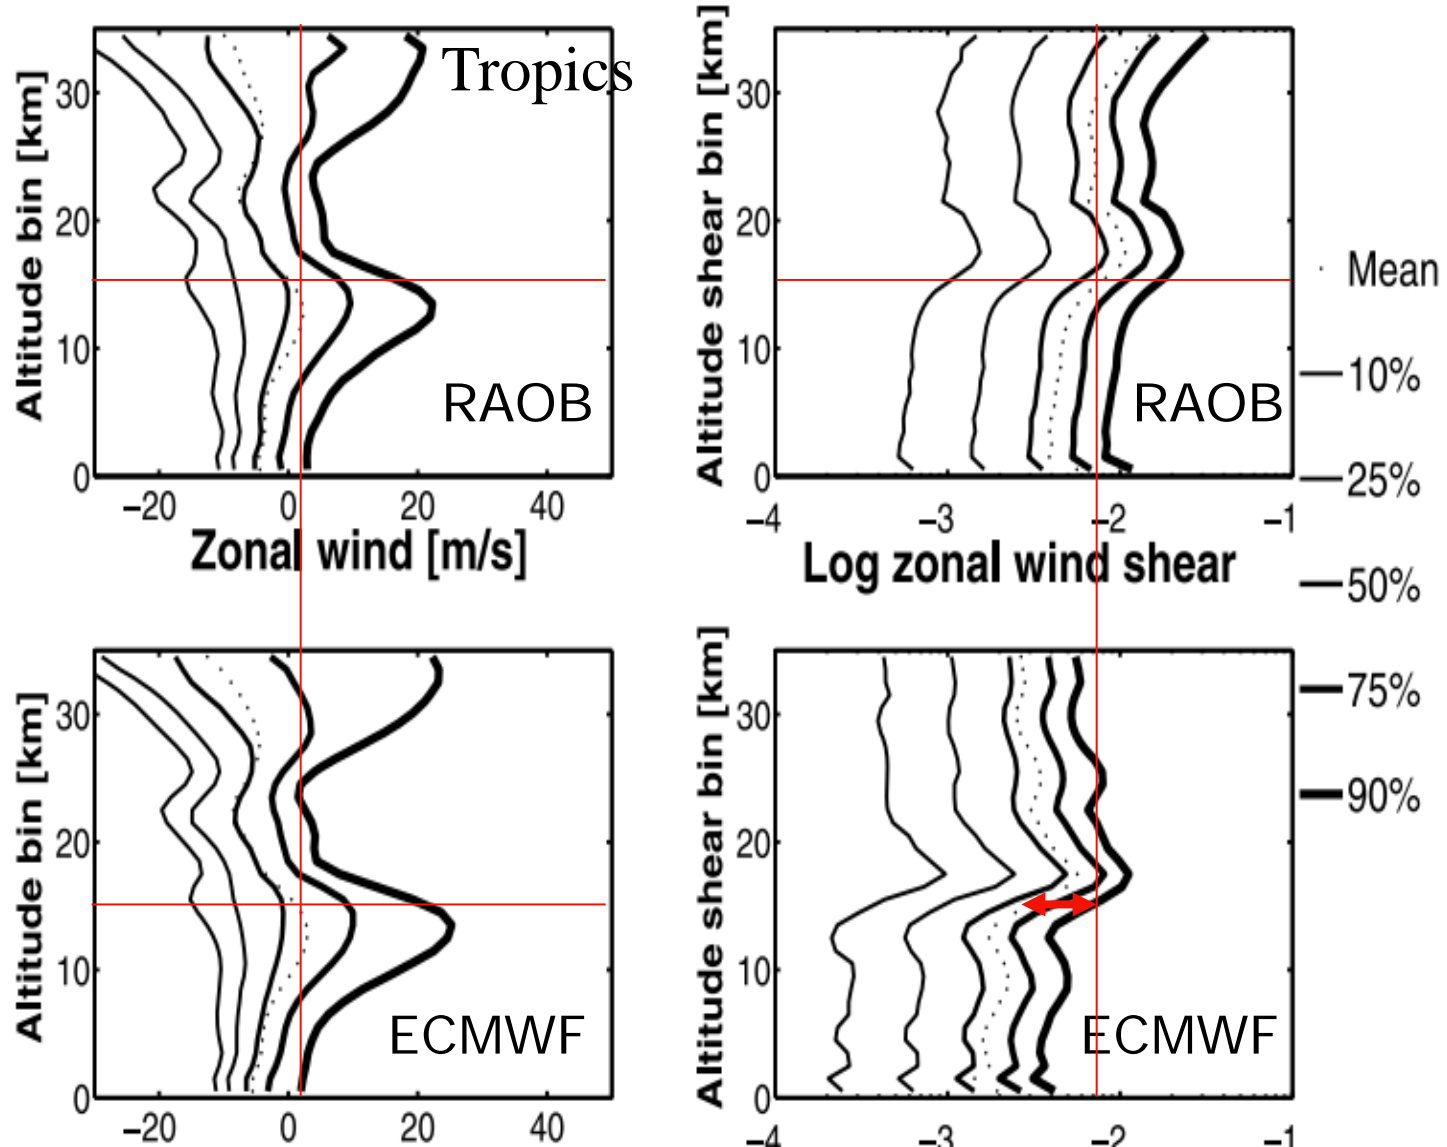 Tropics
Altitude bin [km]
30
20
10
0
RAOB
−20 0 20 40
Zonal wind [m/s]
Altitude shear bin [km]
30
20
10
0
RAOB
−4 −3 −2 −1
Log zonal wind shear
Mean
10%
25%
50%
75%
90%
Altitude bin [km]
30
20
10
0
ECMWF
−20 0 20 40
Altitude shear bin [km]
30
20
10
0
ECMWF
−4 −3 −2 −1